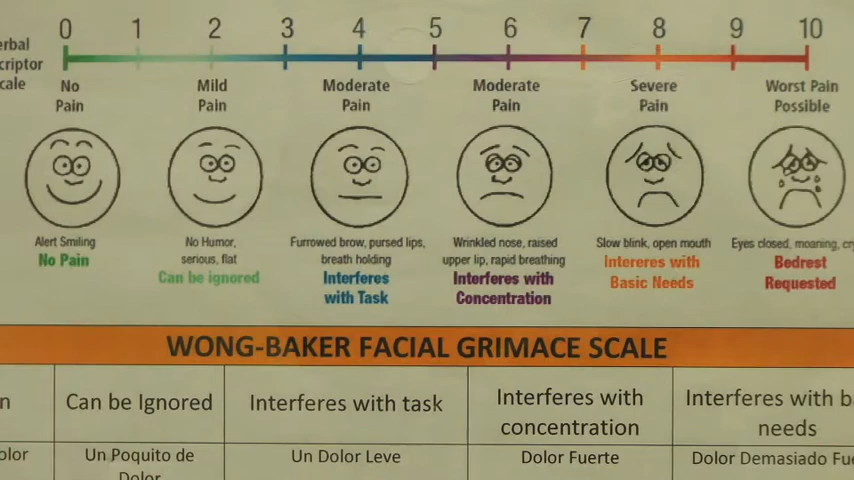 0 1 2 3 4 5 6 7 8 9 10
No Pain
Mild Pain
Moderate Pain
Moderate Pain
Severe Pain
Worst Pain Possible
Alert Smiling
No Pain
No Humor,
serious, flat
Can be ignored
Furrowed brow, pursed lips,
breath holding
Interferes
with Task
Wrinkled nose, raised
upper lip, rapid breathing
Interferes with
Concentration
Slow blink, open mouth
Intereres with
Basic Needs
Eyes closed, moaning,
Bedrest
Requested
WONG-BAKER FACIAL GRIMACE SCALE
Can be Ignored
Interferes with task
Interferes with
concentration
Interferes with
needs
Un Poquito de
Dolor
Un Dolor Leve
Dolor Fuerte
Dolor Demasiado